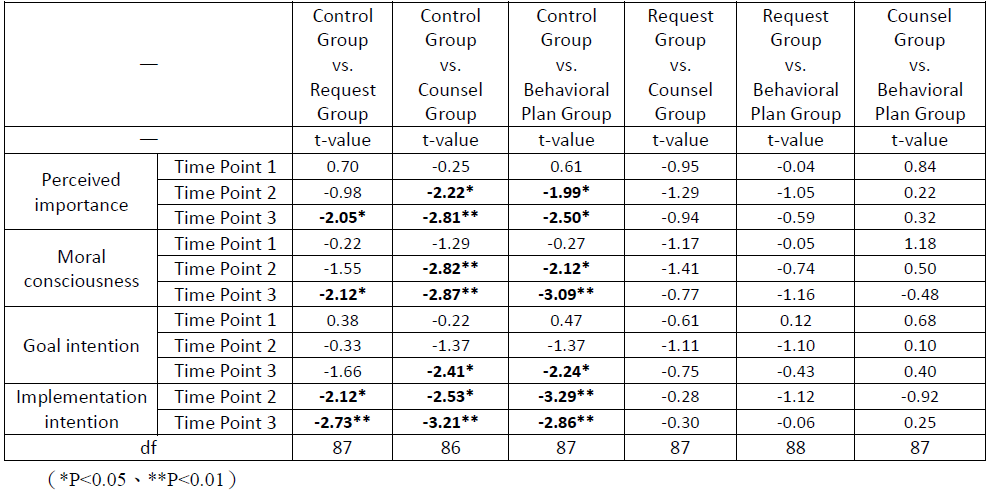 — Control Group vs. Request Group Control Group vs. Counsel Group Control Group vs. Behavioral Plan Group Request Group vs. Counsel Group Request Group vs. Behavioral Plan Group Counsel Group vs. Behavioral Plan Group
— t-value t-value t-value t-value t-value t-value
Perceived importance Time Point 1 0.70 -0.25 0.61 -0.95 -0.04 0.84
Time Point 2 -0.98 -2.22* -1.99* -1.29 -1.05 0.22
Time Point 3 -2.05* -2.81** -2.50* -0.94 -0.59 0.32
Moral consciousness Time Point 1 -0.22 -1.29 -0.27 -1.17 -0.05 1.18
Time Point 2 -1.55 -2.82** -2.12* -1.41 -0.74 0.50
Time Point 3 -2.12* -2.87** -3.09** -0.77 -1.16 -0.48
Goal intention Time Point 1 0.38 -0.22 0.47 -0.61 0.12 0.68
Time Point 2 -0.33 -1.37 -1.37 -1.11 -1.10 0.10
Time Point 3 -1.66 -2.41* -2.24* -0.75 -0.43 0.40
Implementation intention Time Point 2 -2.12* -2.53* -3.29** -0.28 -1.12 -0.92
Time Point 3 -2.73** -3.21** -2.86** -0.30 -0.06 0.25
df 87 86 87 87 88 87
（*P<0.05、**P<0.01）